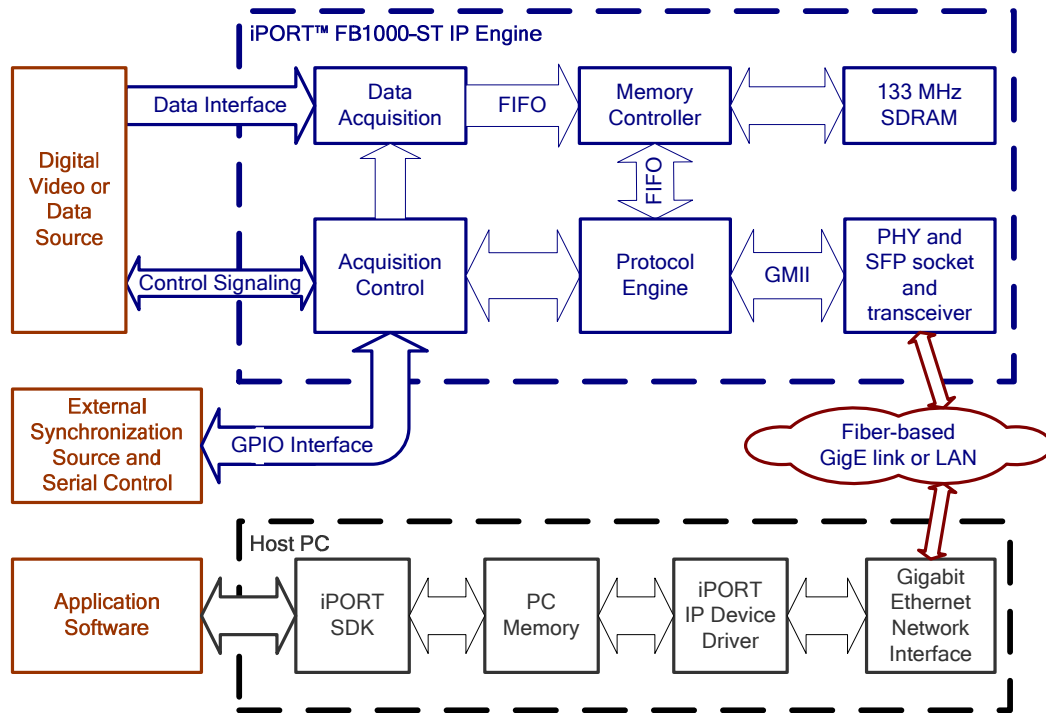 iPORT™ FB1000-ST IP Engine
Digital
Video or
Data
Source
Data Interface
Data
Acquisition
FIFO
Memory
Controller
133 MHz
SDRAM
FIFO
Control Signaling
Acquisition
Control
Protocol
Engine
GMII
PHY and
SFP socket
and
transceiver
External
Synchronization
Source and
Serial Control
GPIO Interface
Fiber-based
GigE link or LAN
Host PC
Application
Software
iPORT
SDK
PC
Memory
iPORT
IP Device
Driver
Gigabit
Ethernet
Network
Interface